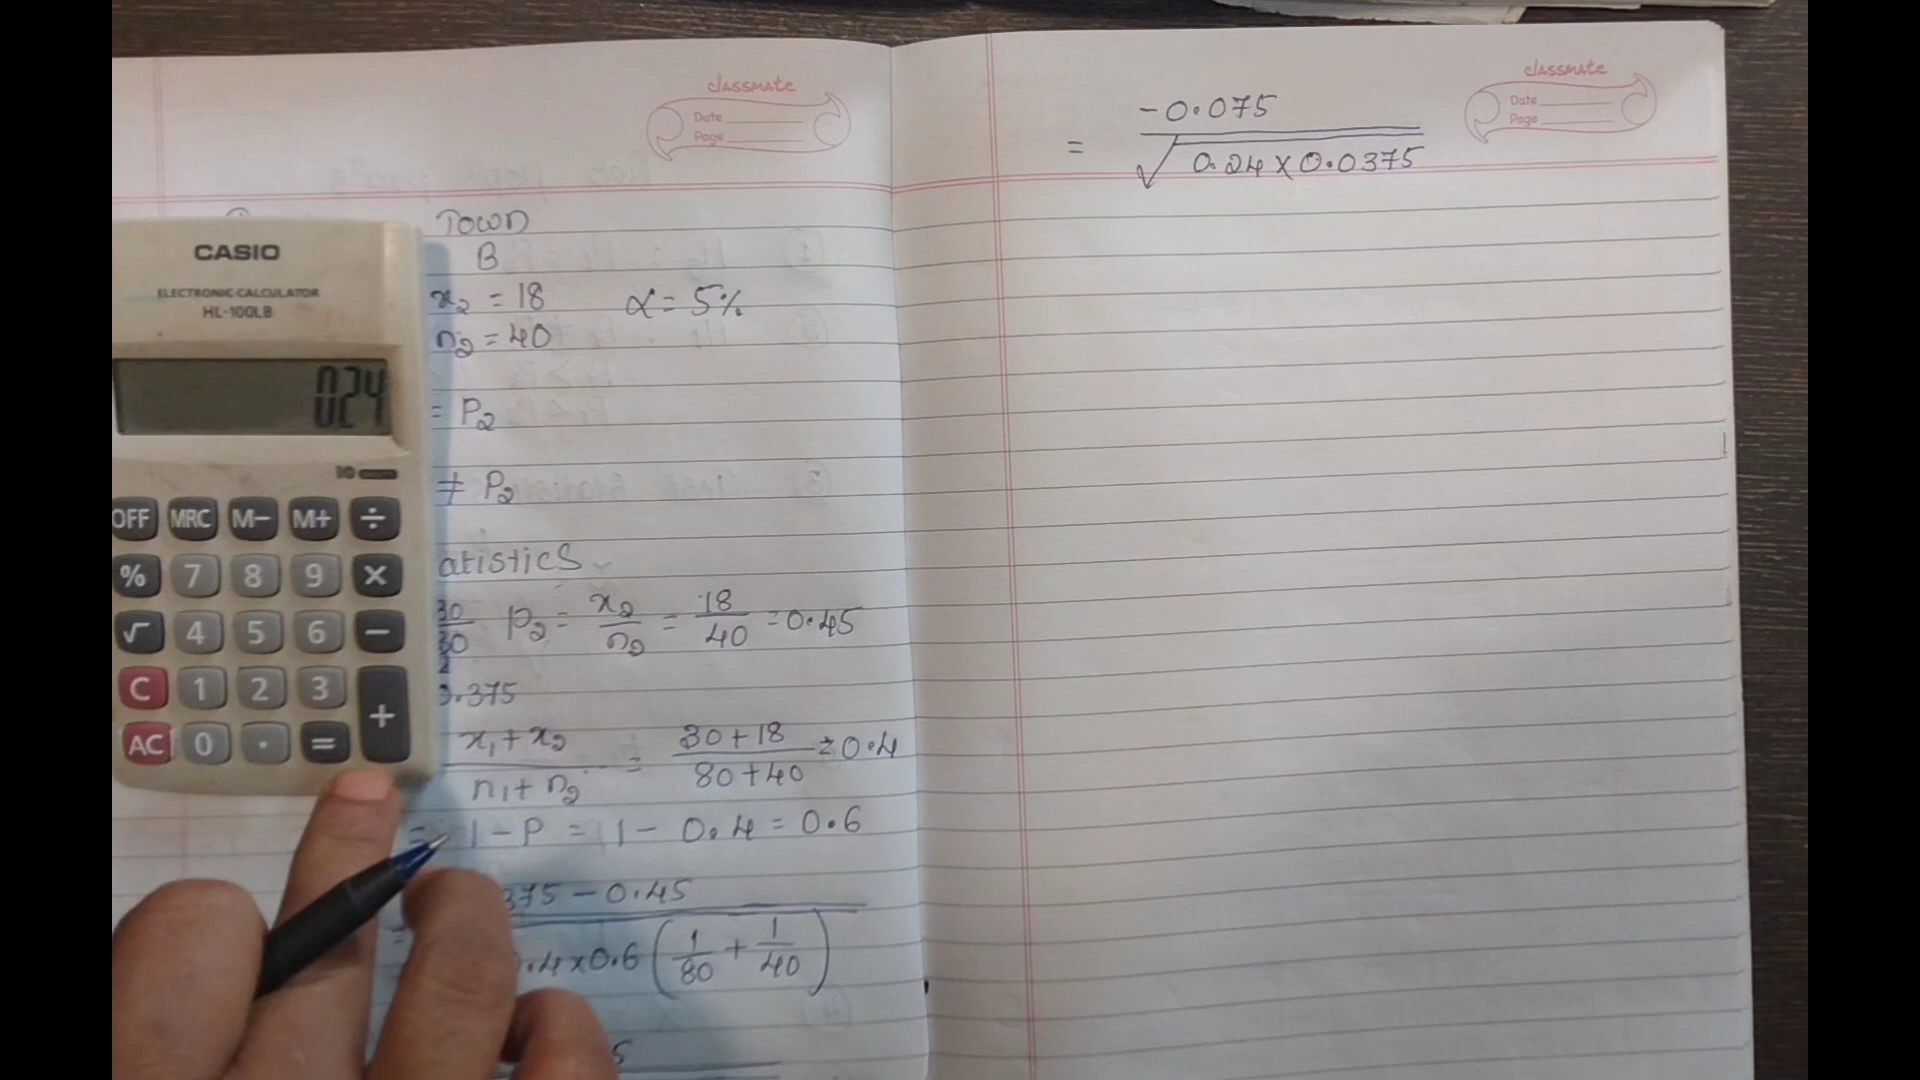 classmate
Date
Page
Town
B
x₂ = 18 α = 5%
n₂ = 40
= P₂
≠ P₂
atistics
30/30 p₂ = x₂/n₂ = 18/40 = 0.45
.375
x₁ + x₂ / n₁ + n₂ = 30 + 18 / 80 + 40 = 0.4
= 1 - P = 1 - 0.4 = 0.6
375 - 0.45
=
.4 x 0.6 (1/80 + 1/40)
5
CASIO
ELECTRONIC CALCULATOR
HL-100LB
0.24
10
OFF MRC M- M+ ÷
% 7 8 9 ×
√ 4 5 6 −
C 1 2 3 +
AC 0 . =
classmate
Date
Page
= -0.075 / √0.24 x 0.0375